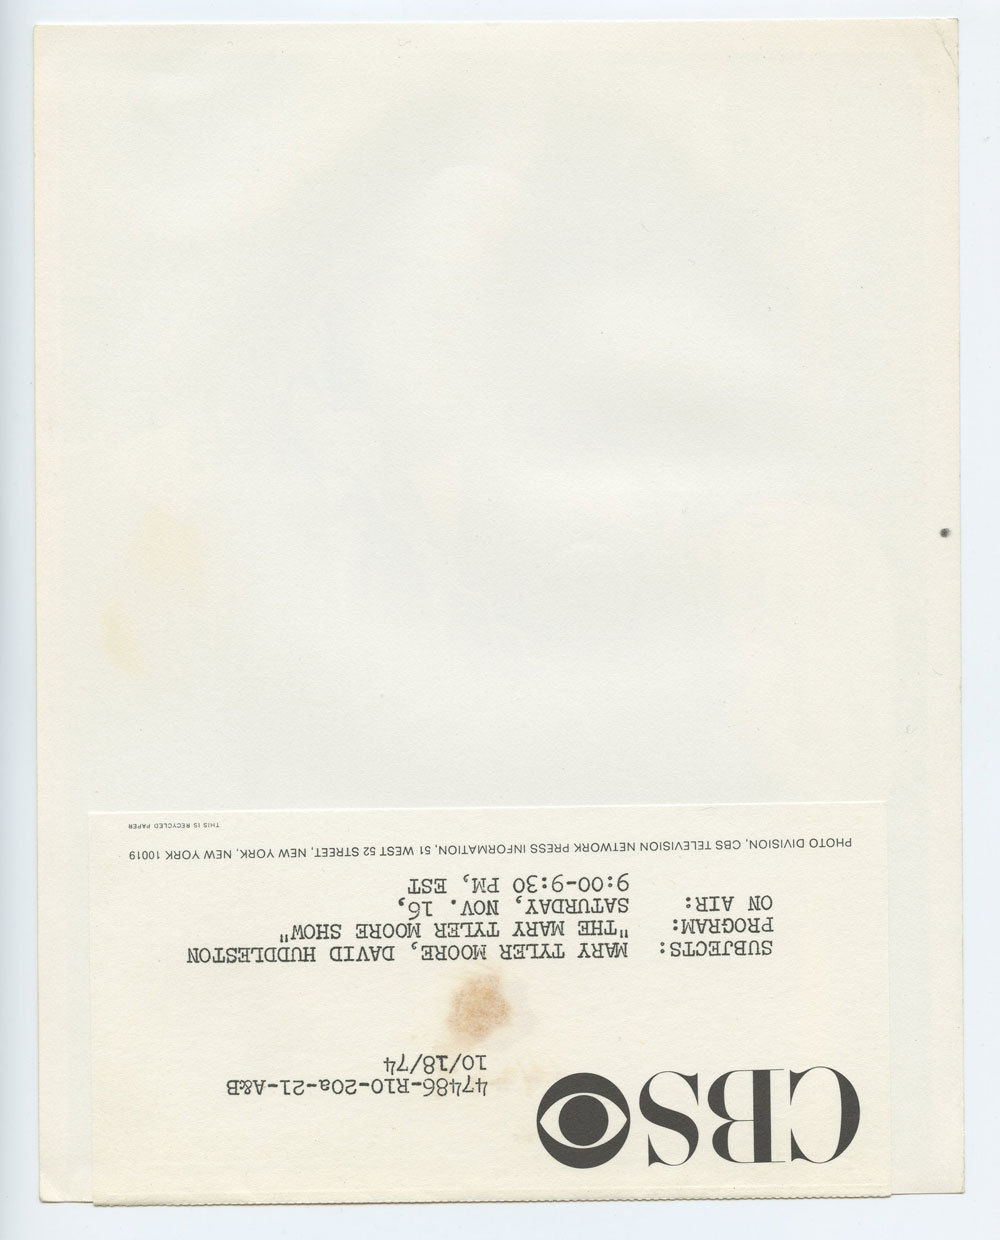 CBS
47486-R10-20a-21-A&B
10/18/74
SUBJECTS: MARY TYLER MOORE, DAVID HUDDLESTON
PROGRAM: "THE MARY TYLER MOORE SHOW"
ON AIR: SATURDAY, NOV. 16,
9:00-9:30 PM, EST
PHOTO DIVISION, CBS TELEVISION NETWORK PRESS INFORMATION, 51 WEST 52 STREET, NEW YORK, NEW YORK 10019
THIS IS RECYCLED PAPER